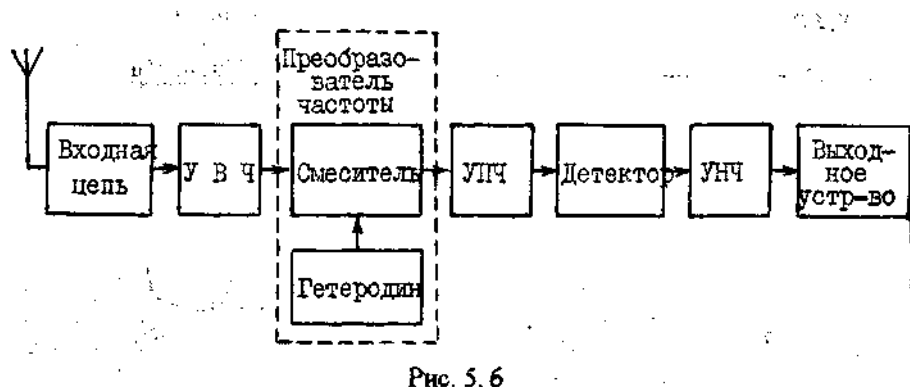 Преобразо-
ватель
частоты
Входная
цепь
У В Ч
Смеситель
УПЧ
Детектор
УНЧ
Выход-
ное
устр-во
Гетеродин
Рис. 5.6